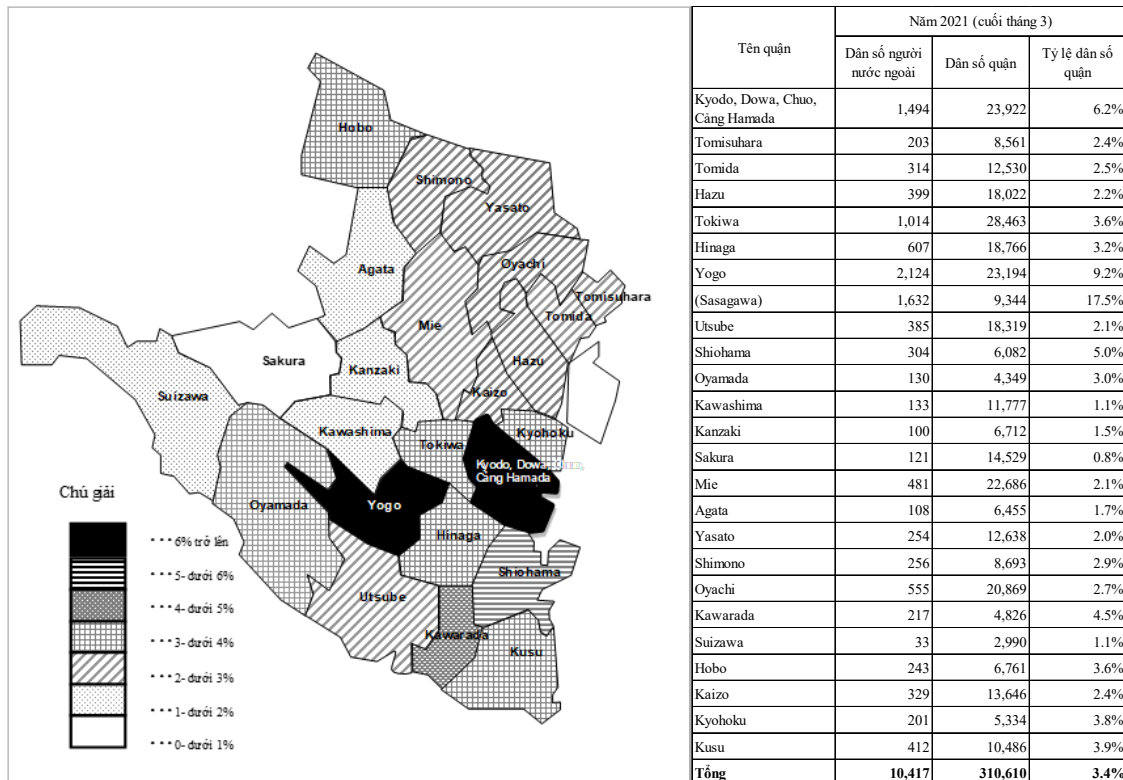 Hobo
Shimono
Yasato
Agata
Oyachi
Tomisuhara
Tomida
Mie
Sakura
Kanzaki
Hazu
Suizawa
Kaizo
Kawashima
Tokiwa
Kyohoku
Kyodo, Dowa,
Cảng Hamada
Oyamada
Yogo
Hinaga
Shiohama
Utsube
Kawarada
Kusu
Chú giải
••• 6% trở lên
••• 5- dưới 6%
••• 4- dưới 5%
••• 3- dưới 4%
••• 2- dưới 3%
••• 1- dưới 2%
••• 0- dưới 1%
Tên quận Năm 2021 (cuối tháng 3)
Dân số người nước ngoài Dân số quận Tỷ lệ dân số quận
Kyodo, Dowa, Chuo, Cảng Hamada 1,494 23,922 6.2%
Tomisuhara 203 8,561 2.4%
Tomida 314 12,530 2.5%
Hazu 399 18,022 2.2%
Tokiwa 1,014 28,463 3.6%
Hinaga 607 18,766 3.2%
Yogo 2,124 23,194 9.2%
(Sasagawa) 1,632 9,344 17.5%
Utsube 385 18,319 2.1%
Shiohama 304 6,082 5.0%
Oyamada 130 4,349 3.0%
Kawashima 133 11,777 1.1%
Kanzaki 100 6,712 1.5%
Sakura 121 14,529 0.8%
Mie 481 22,686 2.1%
Agata 108 6,455 1.7%
Yasato 254 12,638 2.0%
Shimono 256 8,693 2.9%
Oyachi 555 20,869 2.7%
Kawarada 217 4,826 4.5%
Suizawa 33 2,990 1.1%
Hobo 243 6,761 3.6%
Kaizo 329 13,646 2.4%
Kyohoku 201 5,334 3.8%
Kusu 412 10,486 3.9%
Tổng 10,417 310,610 3.4%